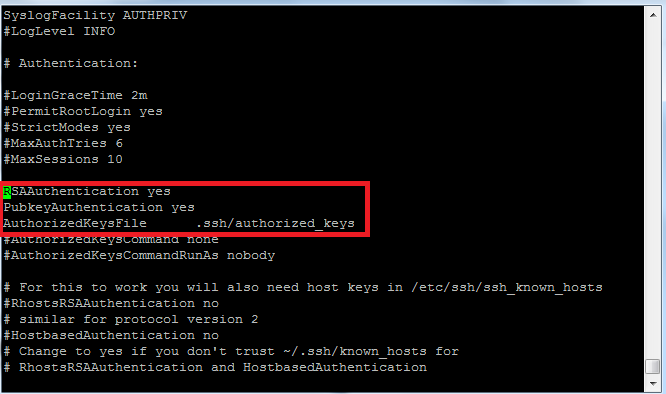 SyslogFacility AUTHPRIV
#LogLevel INFO
# Authentication:
#LoginGraceTime 2m
#PermitRootLogin yes
#StrictModes yes
#MaxAuthTries 6
#MaxSessions 10
RSAAuthentication yes
PubkeyAuthentication yes
AuthorizedKeysFile      .ssh/authorized_keys
#AuthorizedKeysCommand none
#AuthorizedKeysCommandRunAs nobody
# For this to work you will also need host keys in /etc/ssh/ssh_known_hosts
#RhostsRSAAuthentication no
# similar for protocol version 2
#HostbasedAuthentication no
# Change to yes if you don't trust ~/.ssh/known_hosts for
# RhostsRSAAuthentication and HostbasedAuthentication